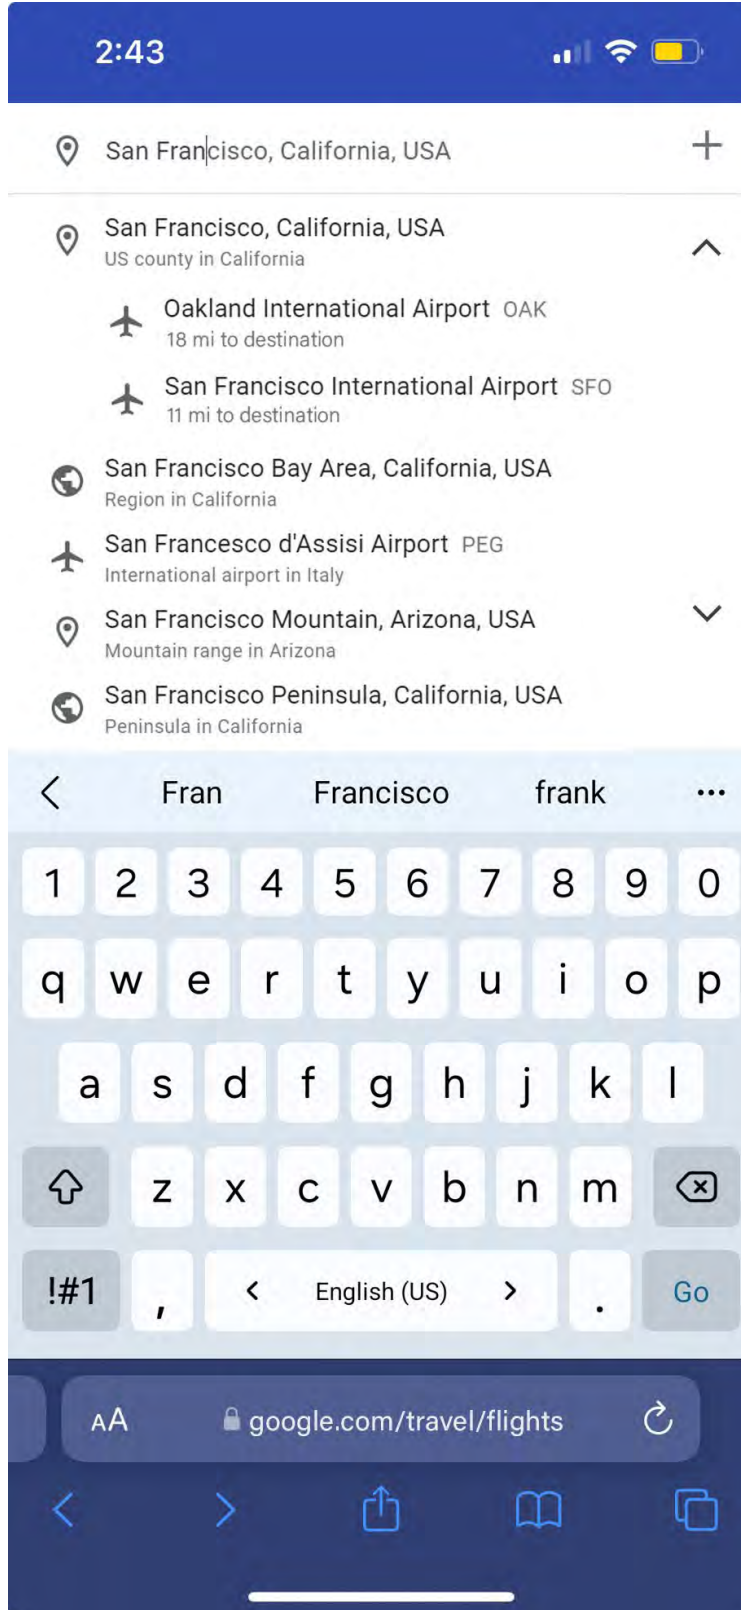 2:43
San Francisco, California, USA
San Francisco, California, USA
US county in California
Oakland International Airport OAK
18 mi to destination
San Francisco International Airport SFO
11 mi to destination
San Francisco Bay Area, California, USA
Region in California
San Francesco d'Assisi Airport PEG
International airport in Italy
San Francisco Mountain, Arizona, USA
Mountain range in Arizona
San Francisco Peninsula, California, USA
Peninsula in California
Fran Francisco frank ...
1 2 3 4 5 6 7 8 9 0
q w e r t y u i o p
a s d f g h j k l
z x c v b n m
!#1 , < English (US) > . Go
AA google.com/travel/flights